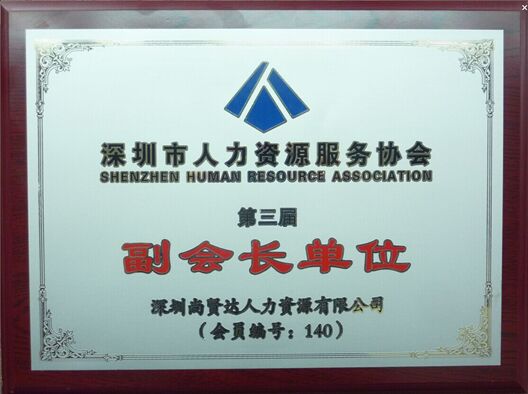 深圳市人力资源服务协会
SHENZHEN HUMAN RESOURCE ASSOCIATION
第三届
副会长单位
深圳尚贤达人力资源有限公司
（会员编号：140）